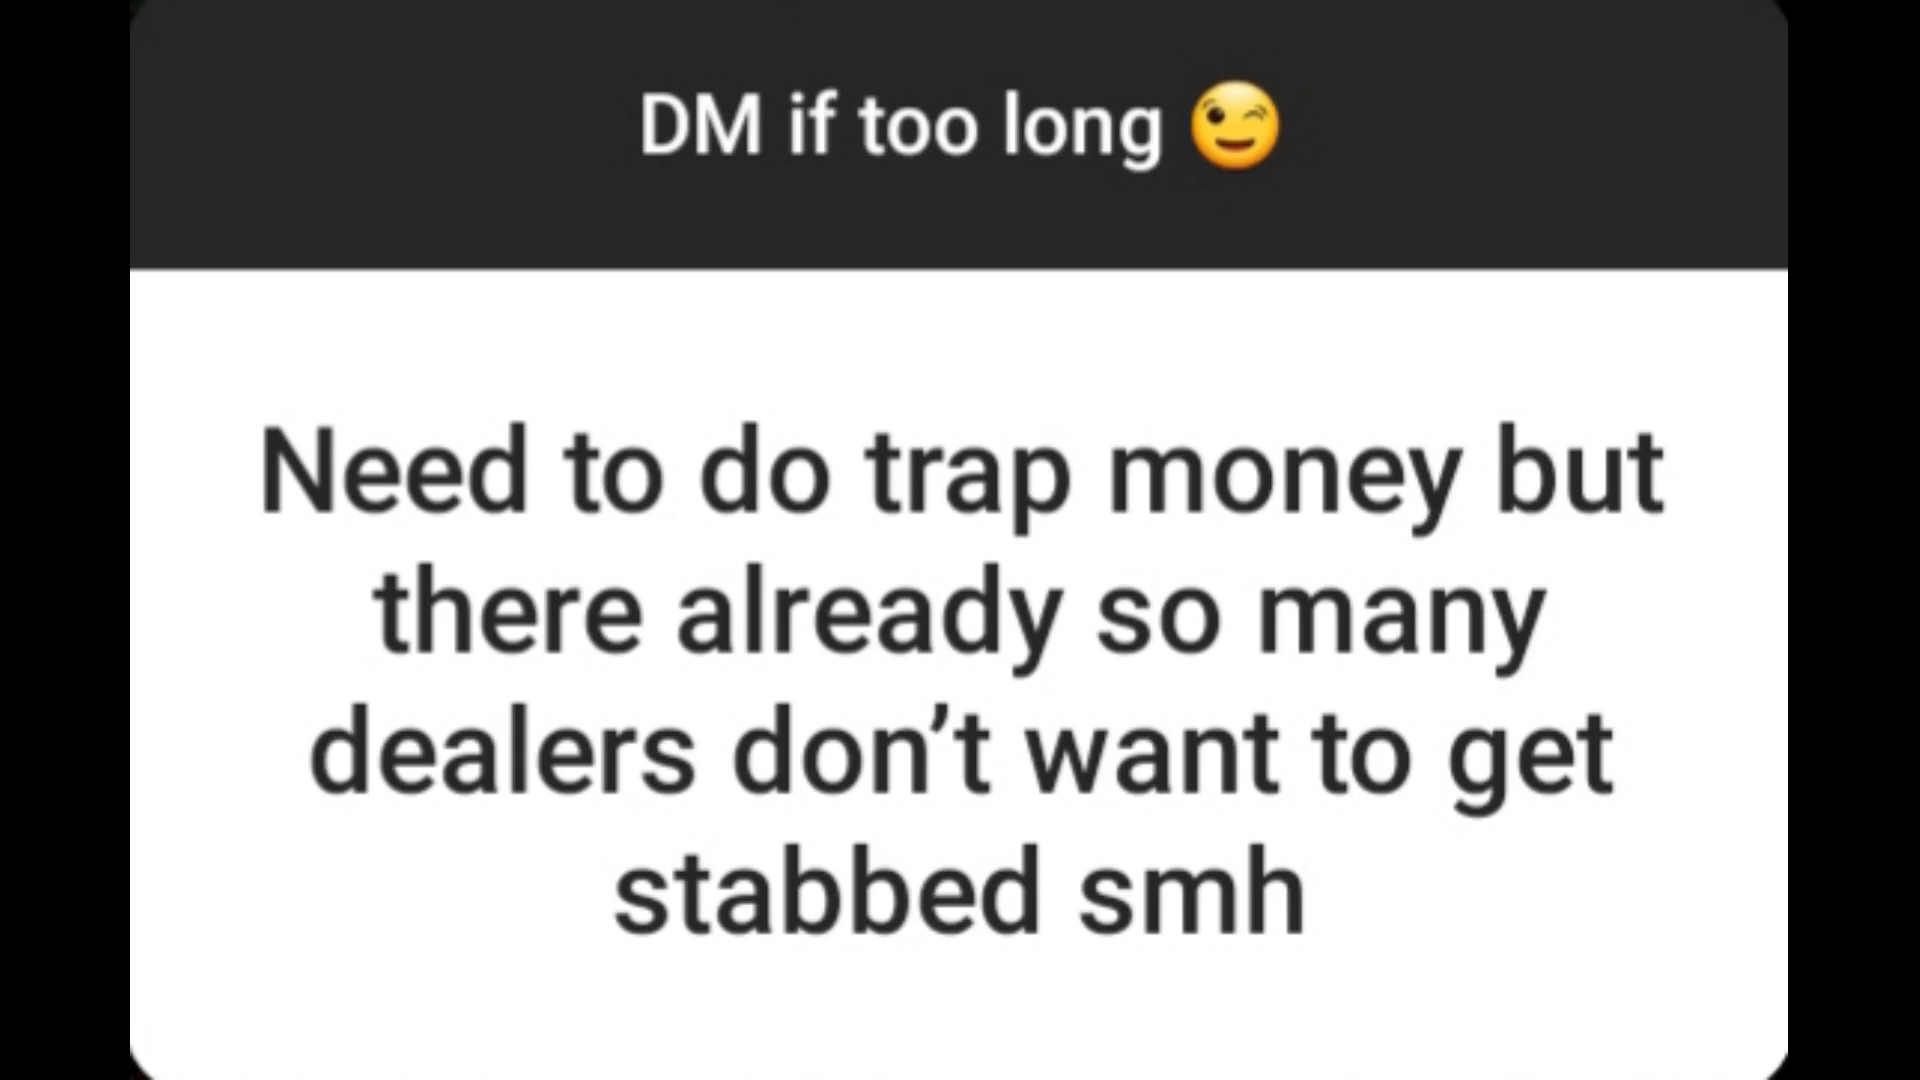 DM if too long 😉
Need to do trap money but
there already so many
dealers don’t want to get
stabbed smh